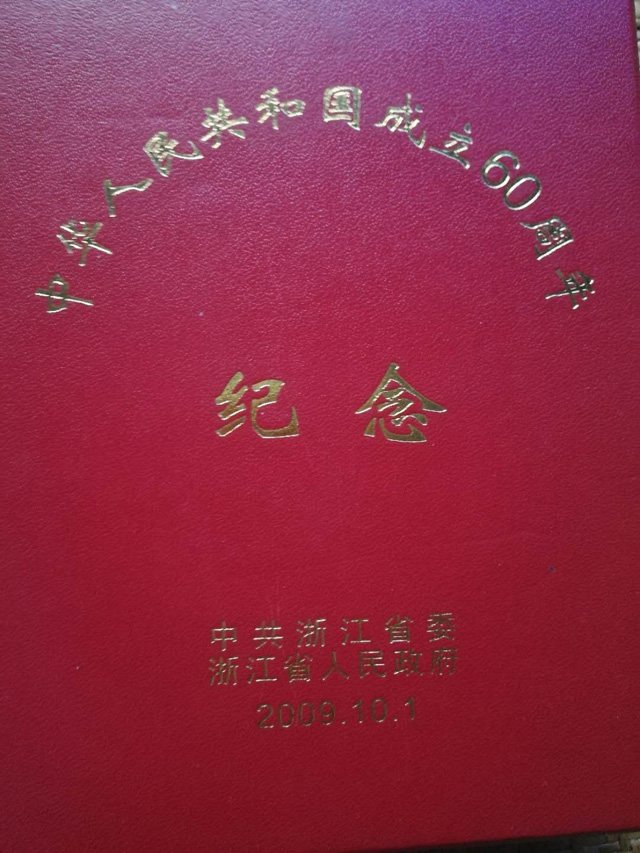 中华人民共和国成立60周年
纪念
中共浙江省委
浙江省人民政府
2009.10.1